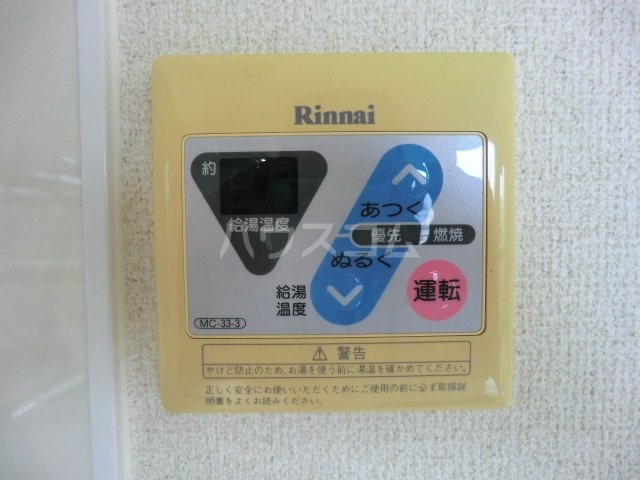 Rinnai
約
給湯温度
あつく
優先 燃焼
ぬるく
給湯
温度
運転
MC-33-3
ハウスコム
⚠ 警告
やけど防止のため、お湯を使う前に湯温を確かめてください。
正しく安全にお使いいただくためにご使用の前に必ず取扱説
明書をよくお読みください。